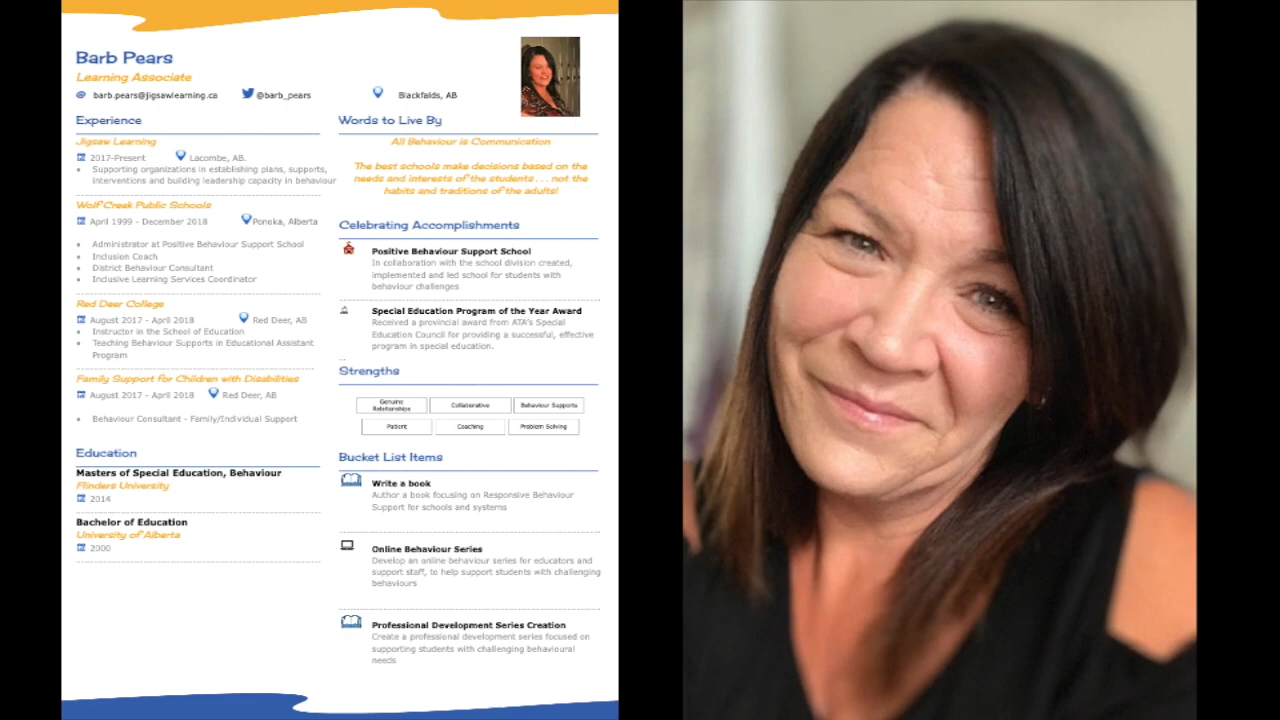 Barb Pears
Learning Associate
barb.pears@jigsawlearning.ca
@barb_pears
Blackfalds, AB
Experience
Jigsaw Learning
2017-Present
Lacombe, AB.
• Supporting organizations in establishing plans, supports,
interventions and building leadership capacity in behaviour
Wolf Creek Public Schools
April 1999 - December 2018
Ponoka, Alberta
• Administrator at Positive Behaviour Support School
• Inclusion Coach
• District Behaviour Consultant
• Inclusive Learning Services Coordinator
Red Deer College
August 2017 - April 2018
Red Deer, AB
• Instructor in the School of Education
• Teaching Behaviour Supports in Educational Assistant
Program
Family Support for Children with Disabilities
August 2017 - April 2018
Red Deer, AB
• Behaviour Consultant - Family/Individual Support
Education
Masters of Special Education, Behaviour
Flinders University
2014
Bachelor of Education
University of Alberta
2000
Words to Live By
All Behaviour is Communication
The best schools make decisions based on the
needs and interests of the students . . . not the
habits and traditions of the adults!
Celebrating Accomplishments
Positive Behaviour Support School
In collaboration with the school division created,
implemented and led school for students with
behaviour challenges
Special Education Program of the Year Award
Received a provincial award from ATA's Special
Education Council for providing a successful, effective
program in special education.
Strengths
Genuine
Relationships
Collaborative
Behaviour Supports
Patient
Coaching
Problem Solving
Bucket List Items
Write a book
Author a book focusing on Responsive Behaviour
Support for schools and systems
Online Behaviour Series
Develop an online behaviour series for educators and
support staff, to help support students with challenging
behaviours
Professional Development Series Creation
Create a professional development series focused on
supporting students with challenging behavioural
needs